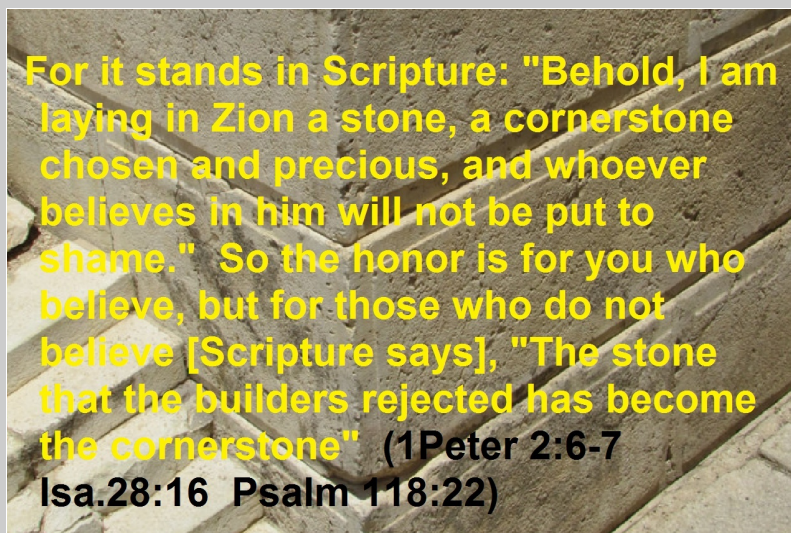 For it stands in Scripture: "Behold, I am
laying in Zion a stone, a cornerstone
chosen and precious, and whoever
believes in him will not be put to
shame."  So the honor is for you who
believe, but for those who do not
believe [Scripture says], "The stone
that the builders rejected has become
the cornerstone"  (1Peter 2:6-7
Isa.28:16  Psalm 118:22)